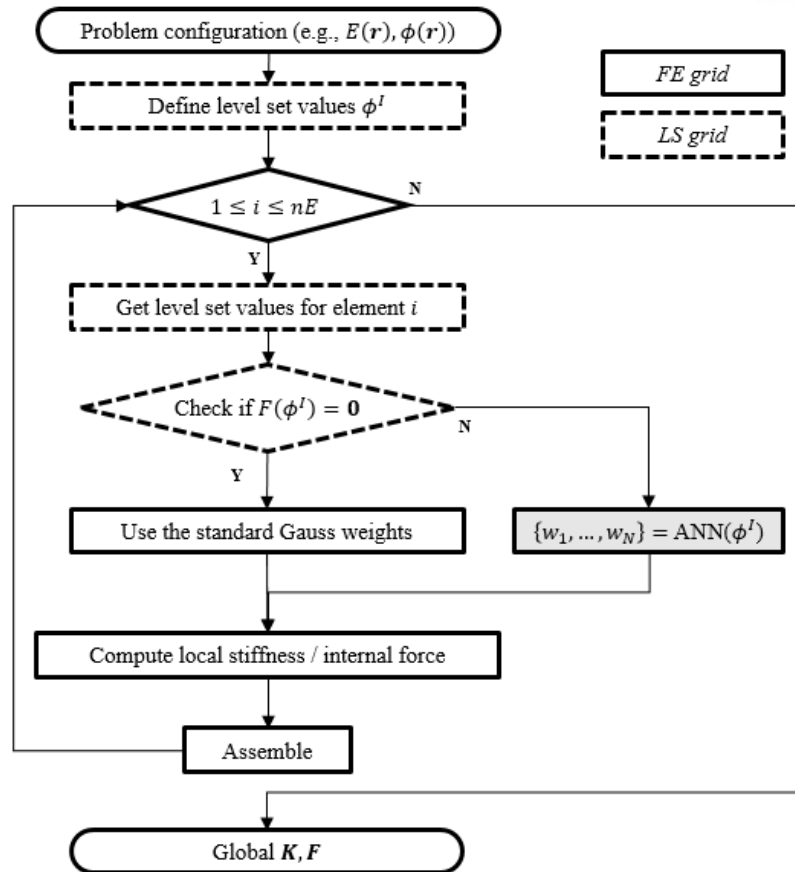 Problem configuration (e.g., E(r), ϕ(r))
FE grid
Define level set values ϕ^I
LS grid
N
1 ≤ i ≤ nE
Y
Get level set values for element i
Check if F(ϕ^I) = 0
N
Y
Use the standard Gauss weights
{w₁, …, w_N} = ANN(ϕ^I)
Compute local stiffness / internal force
Assemble
Global K, F